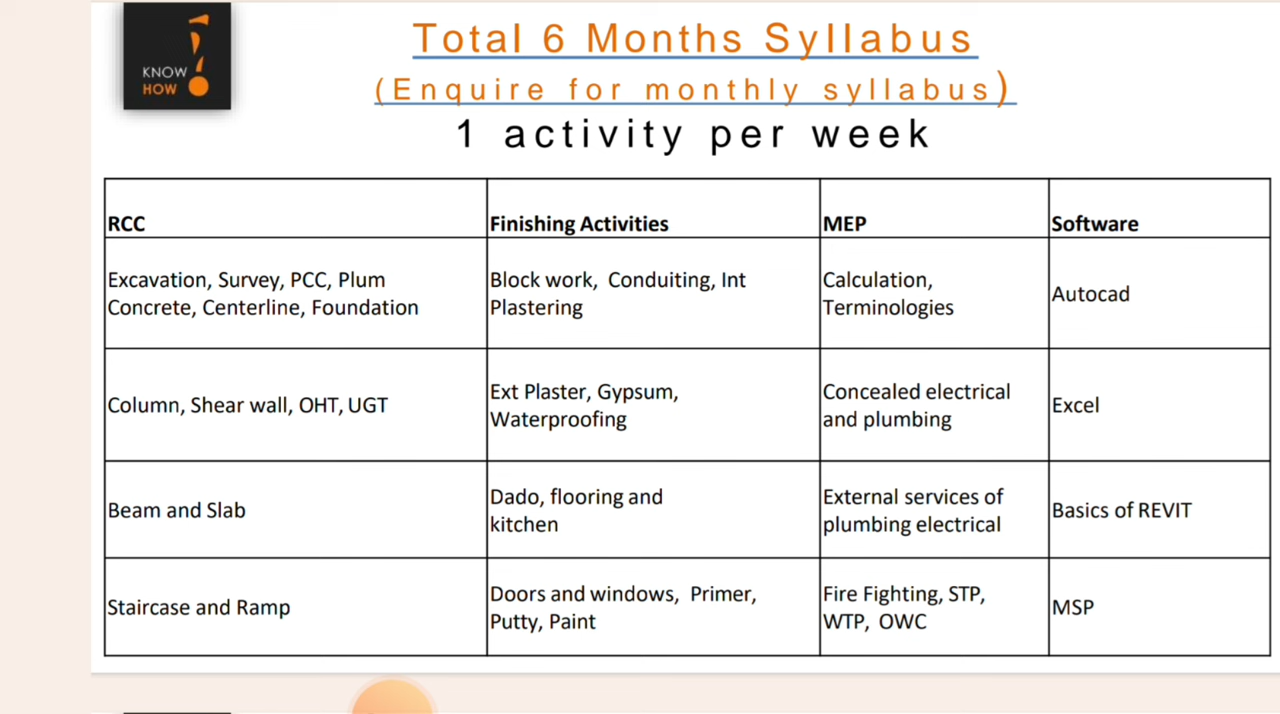 KNOW
HOW
Total 6 Months Syllabus
(Enquire for monthly syllabus)
1 activity per week
RCC
Finishing Activities
MEP
Software
Excavation, Survey, PCC, Plum
Concrete, Centerline, Foundation
Block work, Conduiting, Int
Plastering
Calculation,
Terminologies
Autocad
Column, Shear wall, OHT, UGT
Ext Plaster, Gypsum,
Waterproofing
Concealed electrical
and plumbing
Excel
Beam and Slab
Dado, flooring and
kitchen
External services of
plumbing electrical
Basics of REVIT
Staircase and Ramp
Doors and windows, Primer,
Putty, Paint
Fire Fighting, STP,
WTP, OWC
MSP